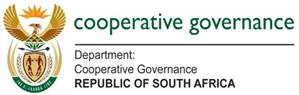 cooperative governance
Department:
Cooperative Governance
REPUBLIC OF SOUTH AFRICA